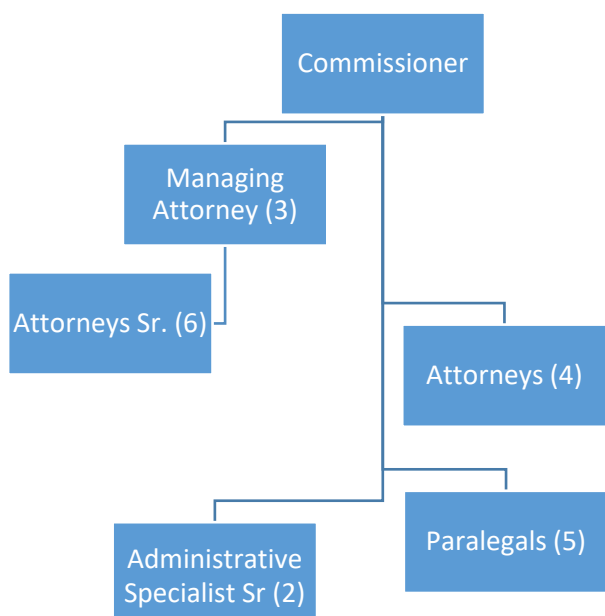 Commissioner
Managing
Attorney (3)
Attorneys Sr. (6)
Attorneys (4)
Paralegals (5)
Administrative
Specialist Sr (2)